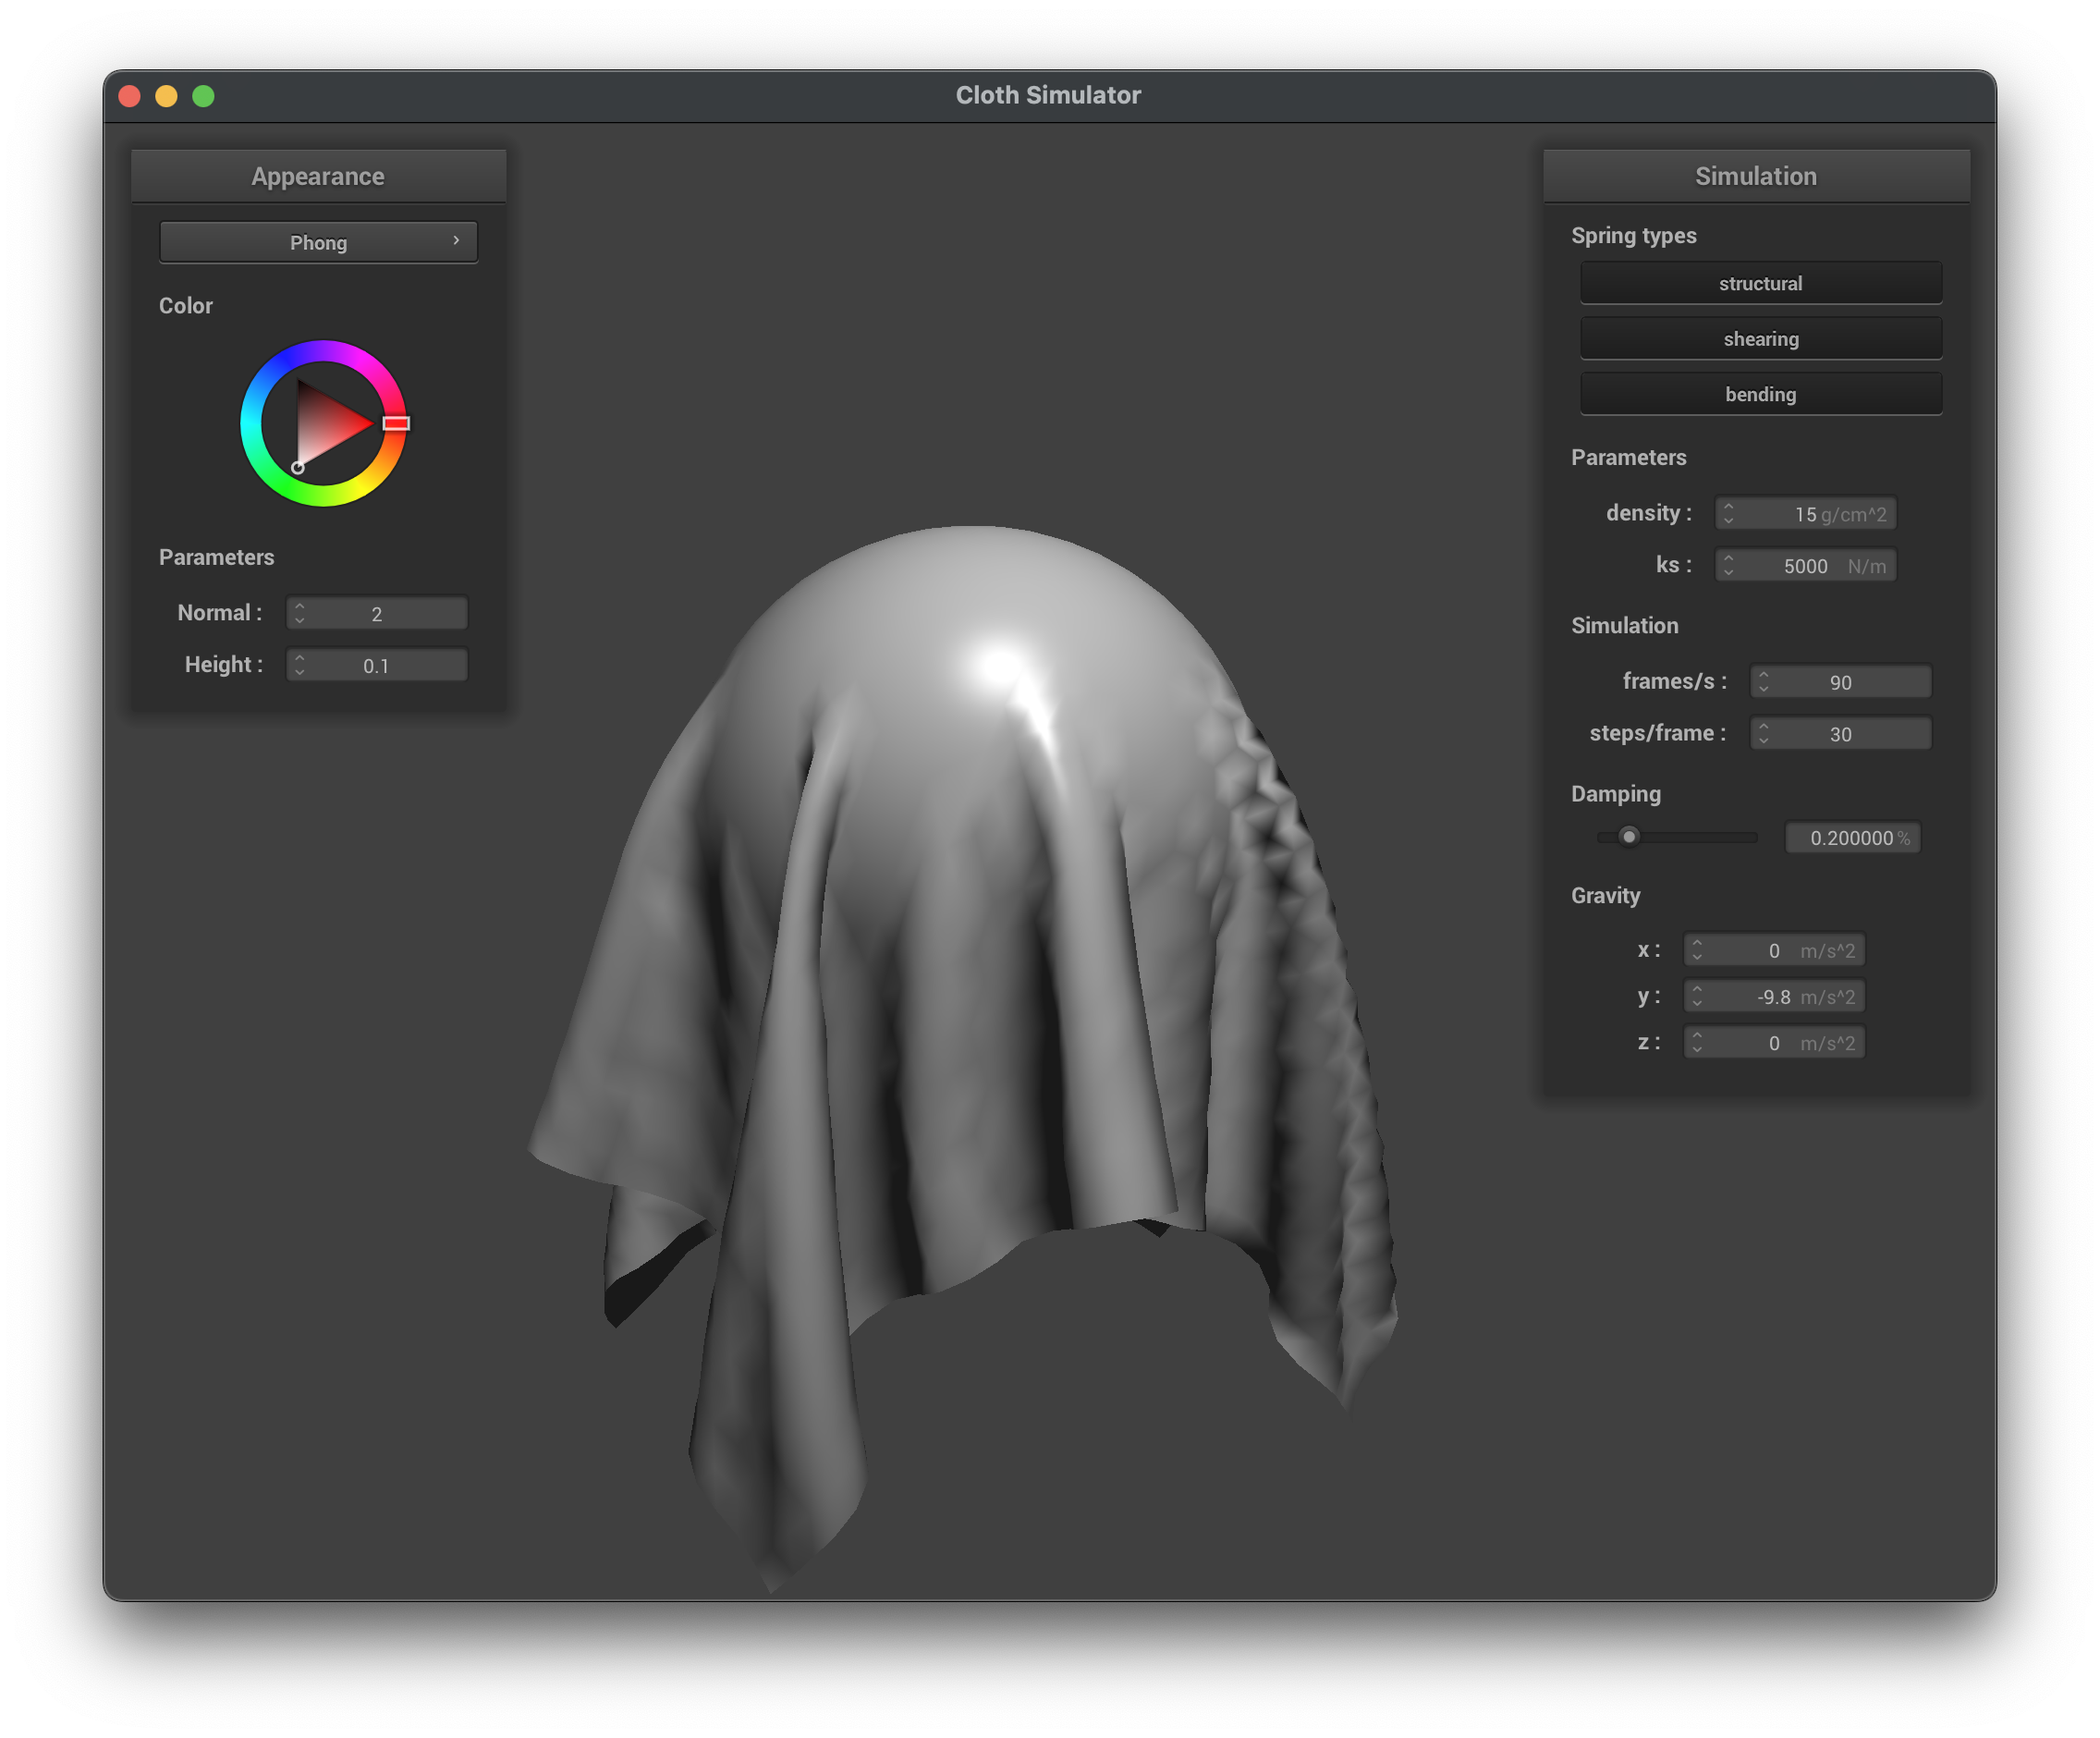 Cloth Simulator
Appearance
Phong
Color
Parameters
Normal : 2
Height : 0.1
Simulation
Spring types
structural
shearing
bending
Parameters
density : 15 g/cm^2
ks : 5000 N/m
Simulation
frames/s : 90
steps/frame : 30
Damping
0.200000 %
Gravity
x : 0 m/s^2
y : -9.8 m/s^2
z : 0 m/s^2